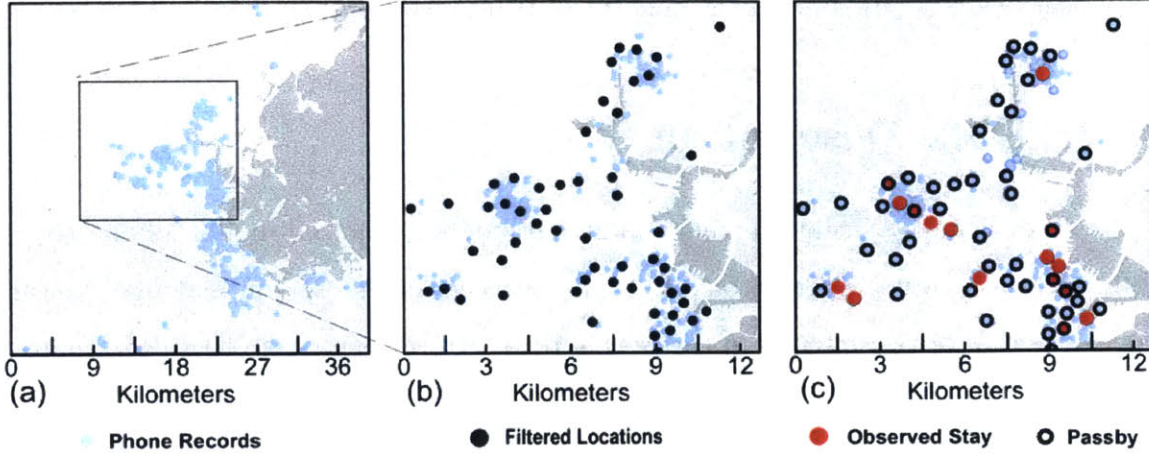 0 9 18 27 36
0 3 6 9 12
0 3 6 9 12
(a) Kilometers
(b) Kilometers
(c) Kilometers
Phone Records
Filtered Locations
Observed Stay
Passby